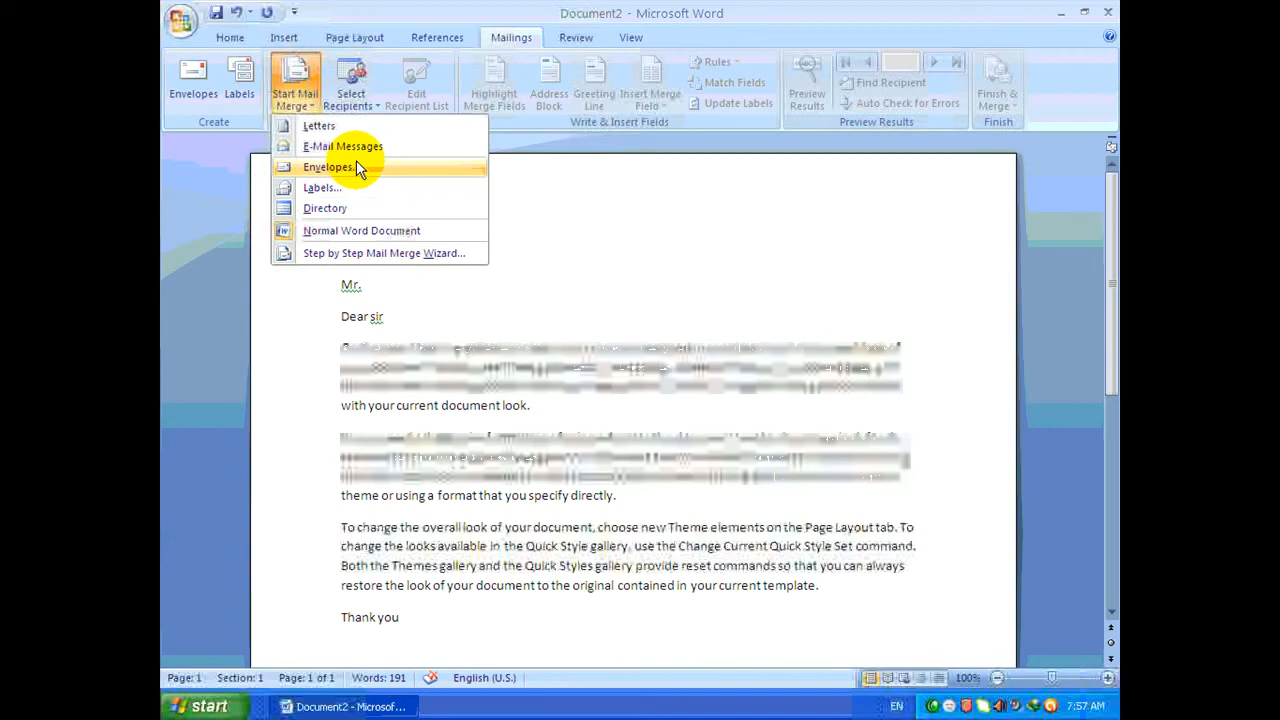 Document2 - Microsoft Word
Home Insert Page Layout References Mailings Review View
Envelopes Labels
Create
Start Mail Merge
Select Recipients
Edit Recipient List
Highlight Merge Fields
Address Block
Greeting Line
Insert Merge Field
Rules
Match Fields
Update Labels
Write & Insert Fields
Preview Results
Find Recipient
Auto Check for Errors
Preview Results
Finish & Merge
Finish
Letters
E-Mail Messages
Envelopes...
Labels...
Directory
Normal Word Document
Step by Step Mail Merge Wizard...
Mr.
Dear sir
with your current document look.
theme or using a format that you specify directly.
To change the overall look of your document, choose new Theme elements on the Page Layout tab. To
change the looks available in the Quick Style gallery, use the Change Current Quick Style Set command.
Both the Themes gallery and the Quick Styles gallery provide reset commands so that you can always
restore the look of your document to the original contained in your current template.
Thank you
Page: 1 Section: 1 Page: 1 of 1 Words: 191 English (U.S.) 100%
start Document2 - Microsof... EN 7:57 AM